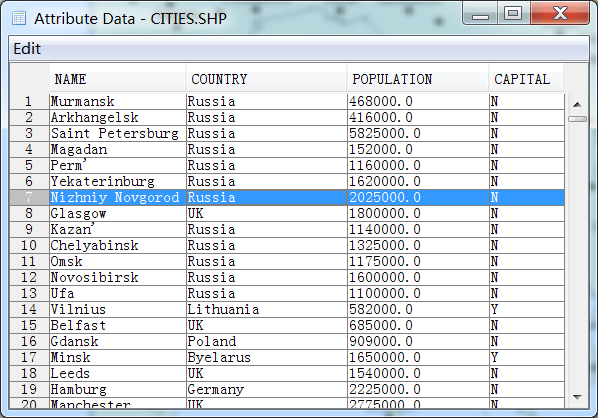 Attribute Data - CITIES.SHP
Edit
NAME COUNTRY POPULATION CAPITAL
1 Murmansk Russia 468000.0 N
2 Arkhangelsk Russia 416000.0 N
3 Saint Petersburg Russia 5825000.0 N
4 Magadan Russia 152000.0 N
5 Perm' Russia 1160000.0 N
6 Yekaterinburg Russia 1620000.0 N
7 Nizhniy Novgorod Russia 2025000.0 N
8 Glasgow UK 1800000.0 N
9 Kazan' Russia 1140000.0 N
10 Chelyabinsk Russia 1325000.0 N
11 Omsk Russia 1175000.0 N
12 Novosibirsk Russia 1600000.0 N
13 Ufa Russia 1100000.0 N
14 Vilnius Lithuania 582000.0 Y
15 Belfast UK 685000.0 N
16 Gdansk Poland 909000.0 N
17 Minsk Byelarus 1650000.0 Y
18 Leeds UK 1540000.0 N
19 Hamburg Germany 2225000.0 N
20 Manchester UK 2775000.0 N